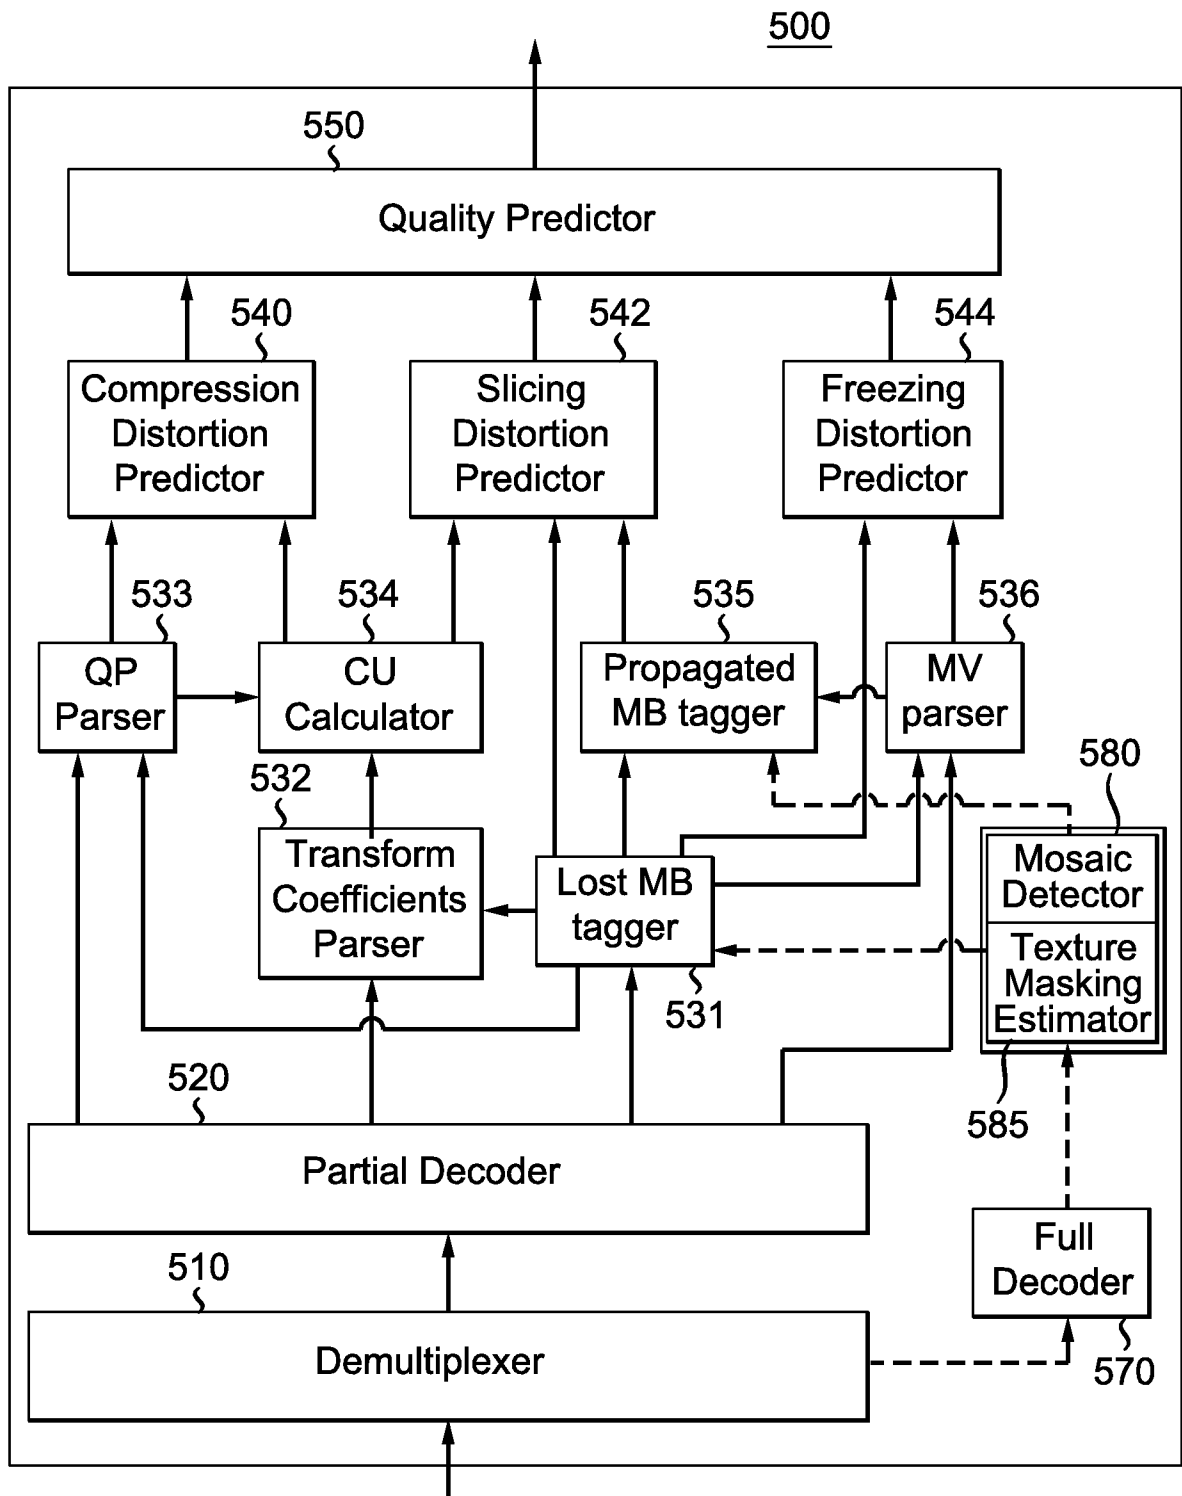 500
550
Quality Predictor
540
542
544
Compression
Distortion
Predictor
Slicing
Distortion
Predictor
Freezing
Distortion
Predictor
533
534
535
536
QP
Parser
CU
Calculator
Propagated
MB tagger
MV
parser
532
580
Transform
Coefficients
Parser
Lost MB
tagger
531
Mosaic
Detector
Texture
Masking
Estimator
585
520
Partial Decoder
510
Demultiplexer
Full
Decoder
570